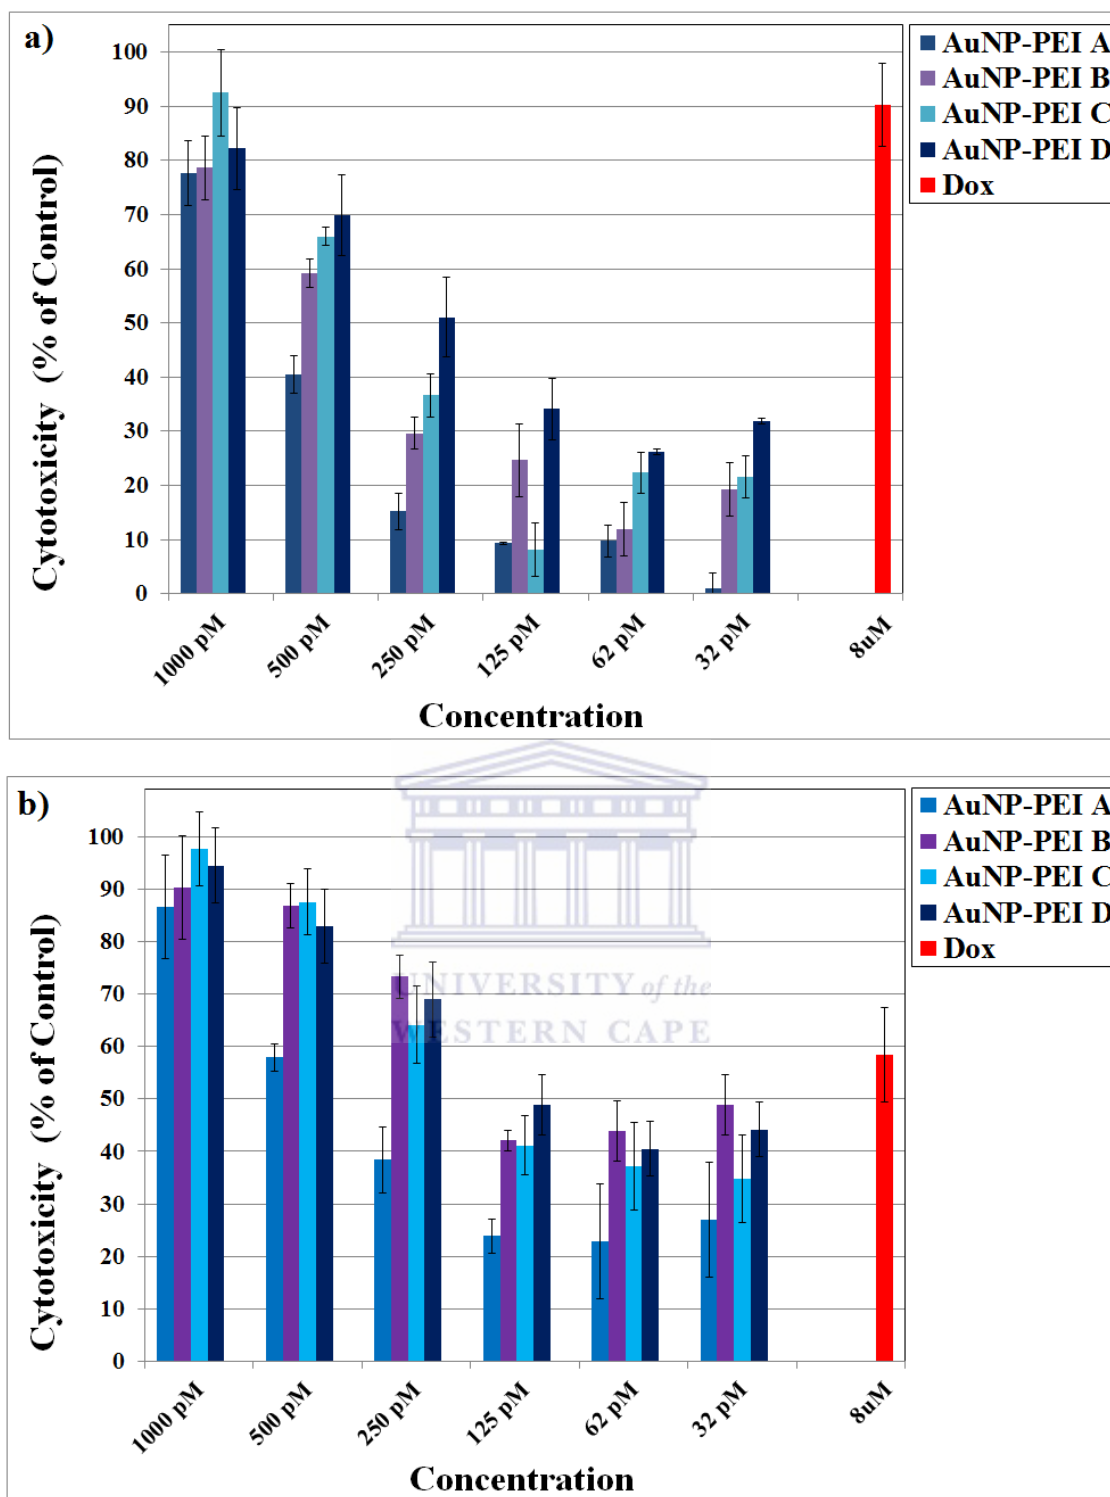 a)
AuNP-PEI A
AuNP-PEI B
AuNP-PEI C
AuNP-PEI D
Dox
Cytotoxicity (% of Control)
100
90
80
70
60
50
40
30
20
10
0
1000 pM
500 pM
250 pM
125 pM
62 pM
32 pM
8uM
Concentration
b)
AuNP-PEI A
AuNP-PEI B
AuNP-PEI C
AuNP-PEI D
Dox
Cytotoxicity (% of Control)
100
90
80
70
60
50
40
30
20
10
0
UNIVERSITY of the
WESTERN CAPE
1000 pM
500 pM
250 pM
125 pM
62 pM
32 pM
8uM
Concentration